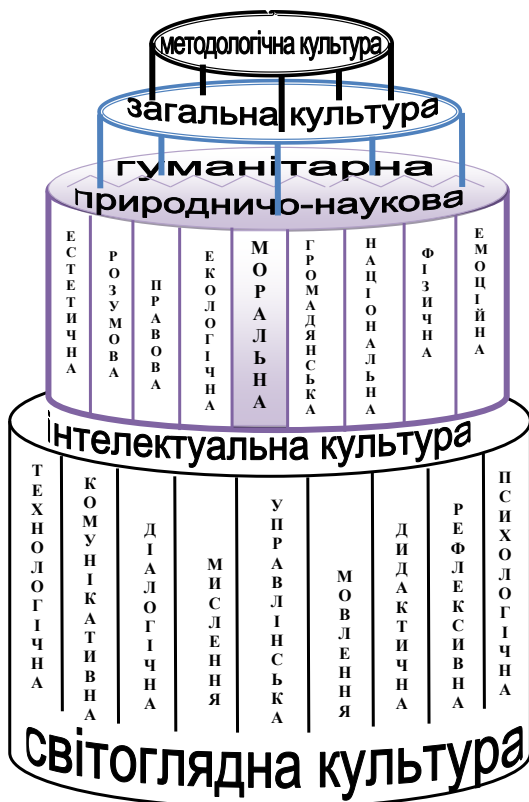 методологічна культура
загальна культура
гуманітарна
природничо-наукова
ЕСТЕТИЧНА
РОЗУМОВА
ПРАВОВА
ЕКОЛОГІЧНА
МОРАЛЬНА
ГРОМАДЯНСЬКА
НАЦІОНАЛЬНА
ФІЗИЧНА
ЕМОЦІЙНА
інтелектуальна культура
ТЕХНОЛОГІЧНА
КОМУНІКАТИВНА
ДІАЛОГІЧНА
МИСЛЕННЯ
УПРАВЛІНСЬКА
МОВЛЕННЯ
ДИДАКТИЧНА
РЕФЛЕКСИВНА
ПСИХОЛОГІЧНА
світоглядна культура